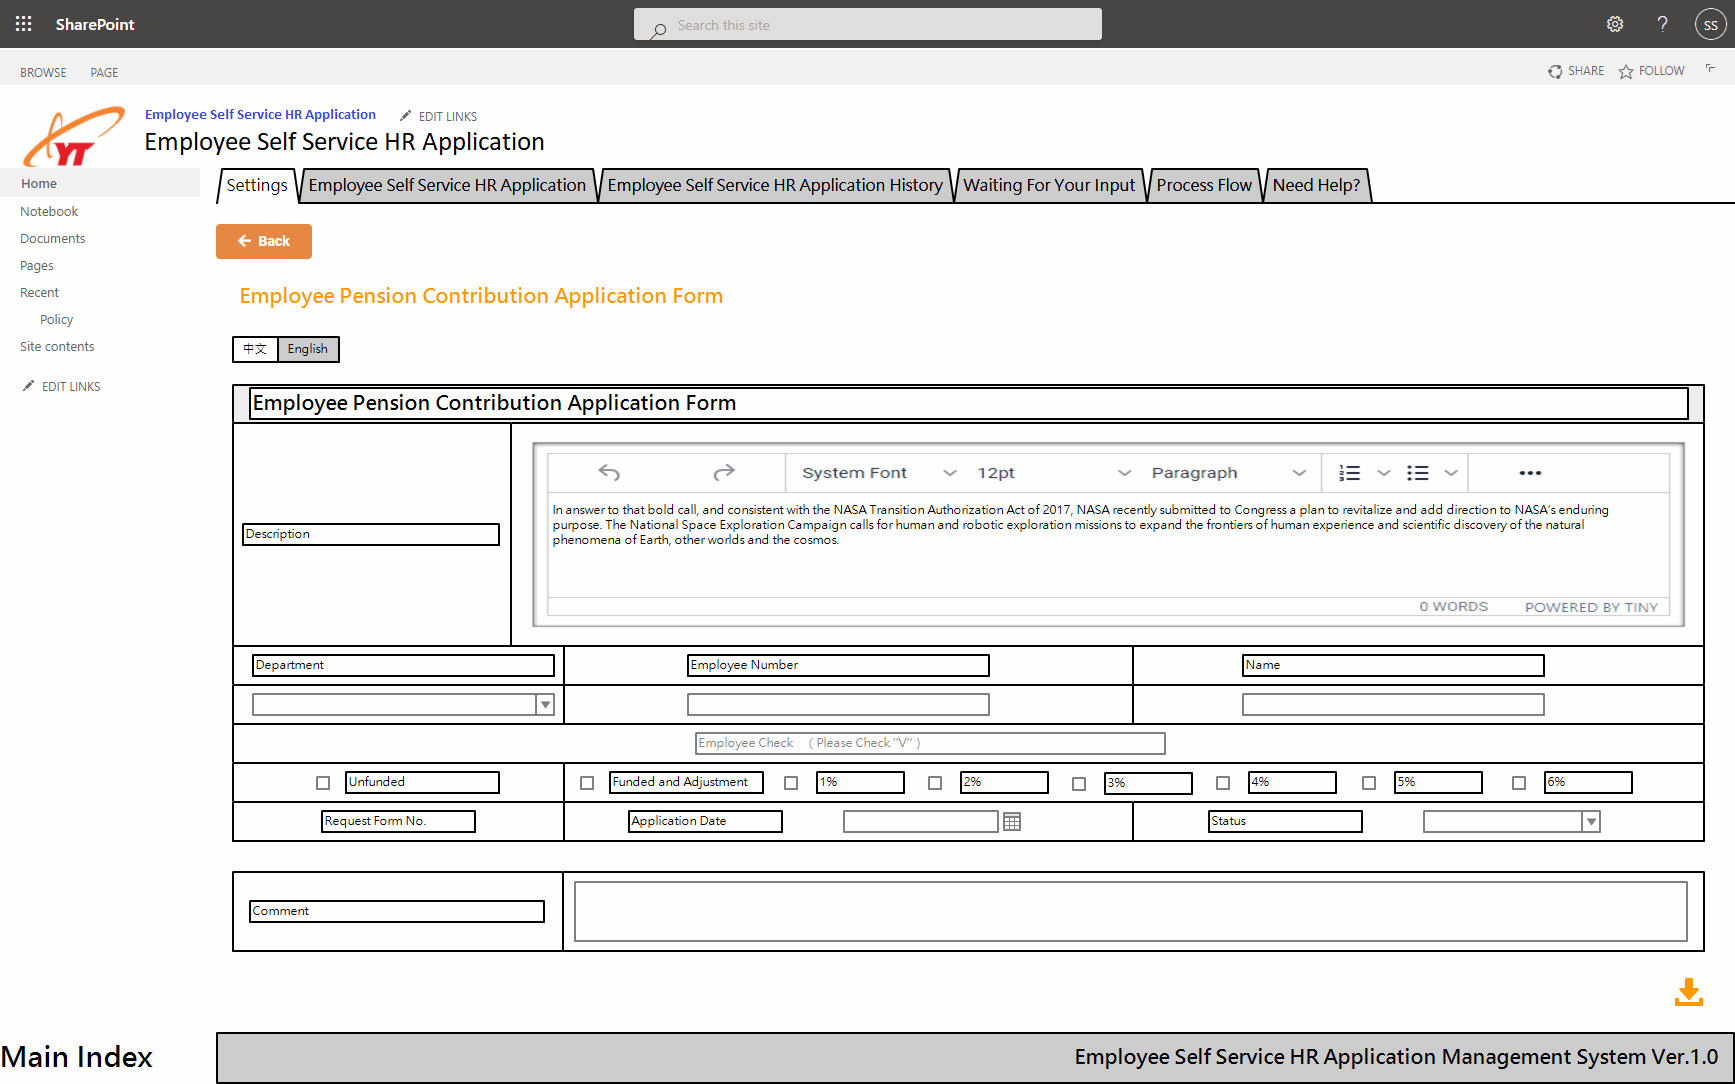 SharePoint
Search this site
?
SS
BROWSE PAGE
SHARE FOLLOW
YT
Employee Self Service HR Application
EDIT LINKS
Employee Self Service HR Application
Home
Notebook
Documents
Pages
Recent
Policy
Site contents
EDIT LINKS
Settings Employee Self Service HR Application Employee Self Service HR Application History Waiting For Your Input Process Flow Need Help?
Back
Employee Pension Contribution Application Form
中文 English
Employee Pension Contribution Application Form
Description
System Font 12pt Paragraph
In answer to that bold call, and consistent with the NASA Transition Authorization Act of 2017, NASA recently submitted to Congress a plan to revitalize and add direction to NASA's enduring
purpose. The National Space Exploration Campaign calls for human and robotic exploration missions to expand the frontiers of human experience and scientific discovery of the natural
phenomena of Earth, other worlds and the cosmos.
0 WORDS POWERED BY TINY
Department Employee Number Name
Employee Check ( Please Check "V" )
Unfunded Funded and Adjustment 1% 2% 3% 4% 5% 6%
Request Form No. Application Date Status
Comment
Main Index
Employee Self Service HR Application Management System Ver.1.0